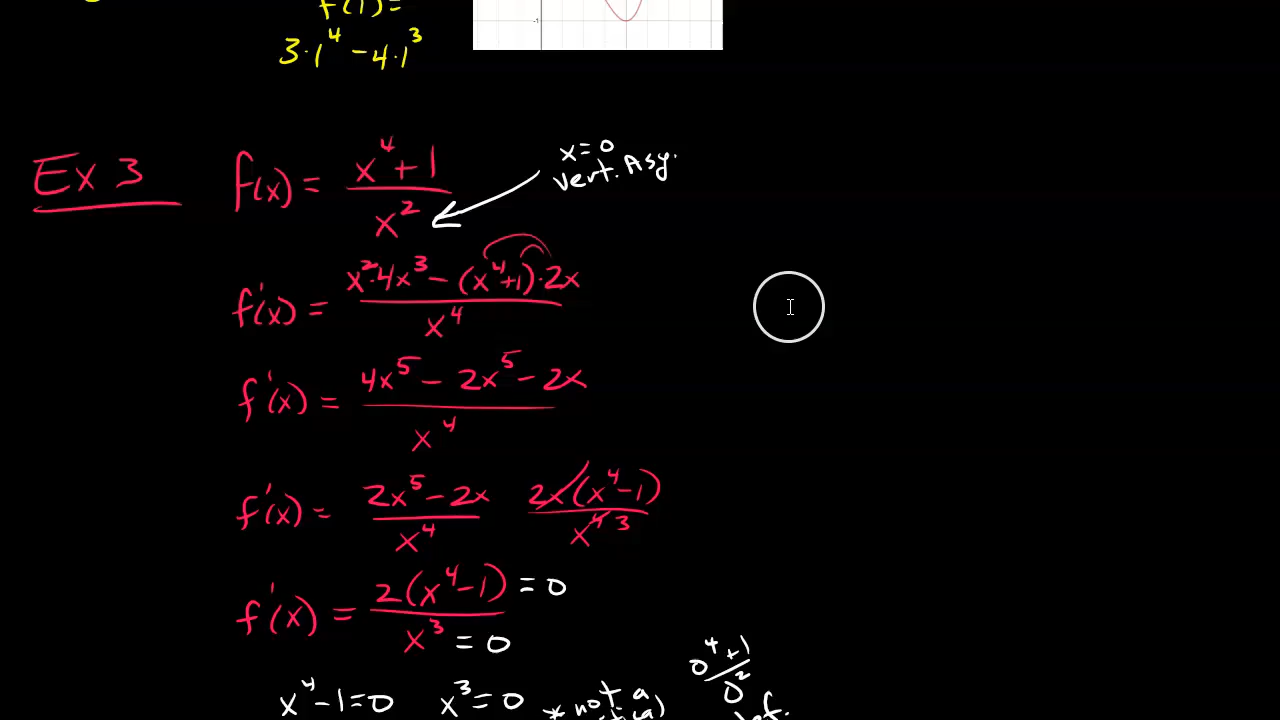 f(1) =
3·1⁴ - 4·1³
-1
Ex 3
f(x) = (x⁴ + 1) / x²
x = 0
Vert. Asy.
f'(x) = (x²·4x³ - (x⁴+1)·2x) / x⁴
f'(x) = (4x⁵ - 2x⁵ - 2x) / x⁴
f'(x) = (2x⁵ - 2x) / x⁴   2x(x⁴-1) / x⁴ ³
f'(x) = 2(x⁴-1) / x³
= 0
= 0
0⁴+1 / 0²
x⁴ - 1 = 0   x³ = 0   * not a